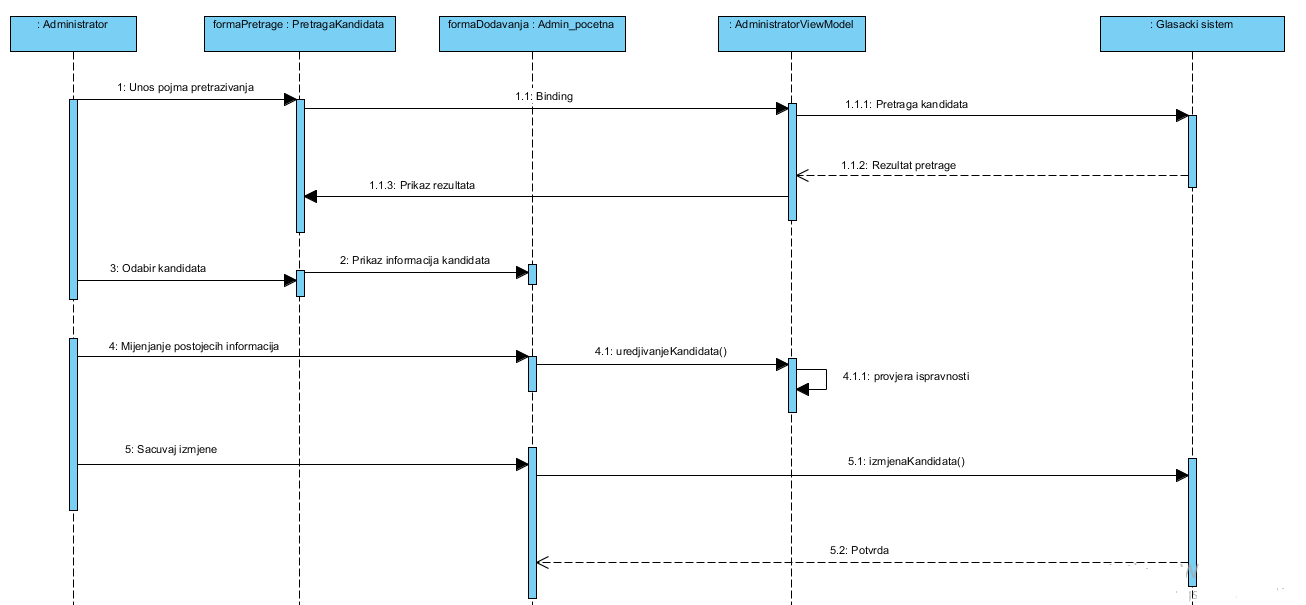 : Administrator
formaPretrage : PretragaKandidata
formaDodavanja : Admin_pocetna
: AdministratorViewModel
: Glasacki sistem
1: Unos pojma pretrazivanja
1.1: Binding
1.1.1: Pretraga kandidata
1.1.2: Rezultat pretrage
1.1.3: Prikaz rezultata
2: Prikaz informacija kandidata
3: Odabir kandidata
4: Mijenjanje postojecih informacija
4.1: uredjivanjeKandidata()
4.1.1: provjera ispravnosti
5: Sacuvaj izmjene
5.1: izmjenaKandidata()
5.2: Potvrda